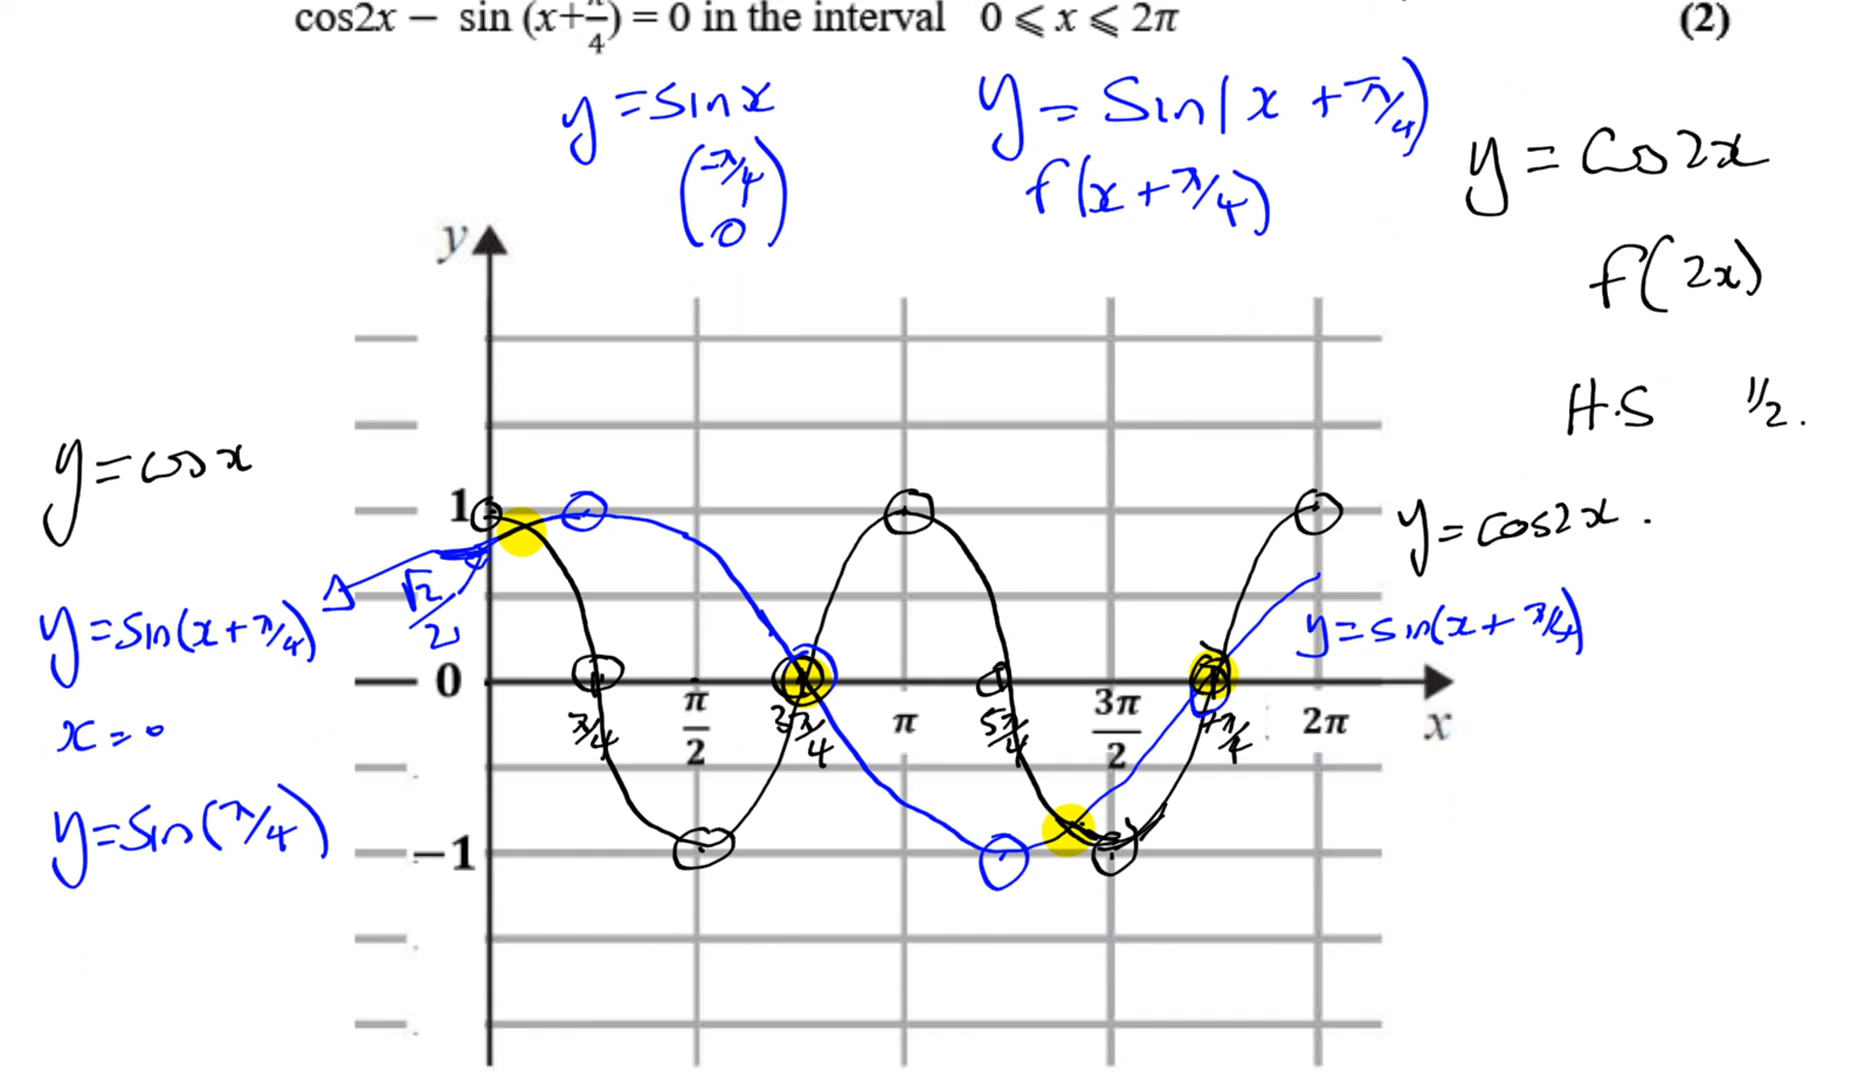 cos2x − sin (x+π/4) = 0 in the interval 0 ⩽ x ⩽ 2π (2)
y = sin x
(-π/4
0)
y = Sin(x + π/4)
f(x + π/4)
y = Cos2x
f(2x)
H.S 1/2.
y
y = cos x
1
y = cos2x.
√2/2
y = sin(x + π/4)
y = sin(x + π/4)
0
π/4
π/2
3π/4
π
5π/4
3π/2
7π/4
2π
x
x = 0
y = Sin(π/4)
−1